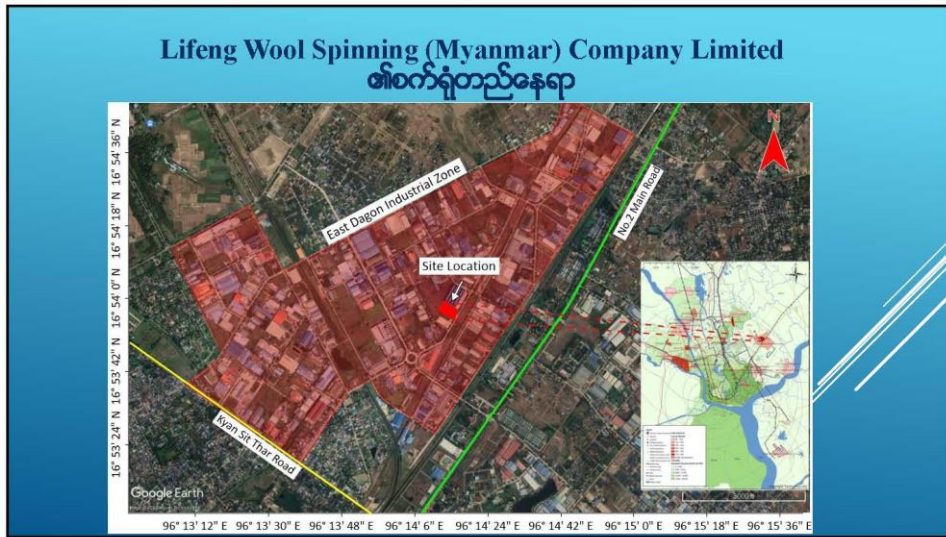 Lifeng Wool Spinning (Myanmar) Company Limited
၏စက်ရုံတည်နေရာ
N
East Dagon Industrial Zone
No.2 Main Road
Site Location
Kyan Sit Thar Road
Google Earth
16° 54' 36" N
16° 54' 18" N
16° 54' 0" N
16° 53' 42" N
16° 53' 24" N
96° 13' 12" E
96° 13' 30" E
96° 13' 48" E
96° 14' 6" E
96° 14' 24" E
96° 14' 42" E
96° 15' 0" E
96° 15' 18" E
96° 15' 36" E